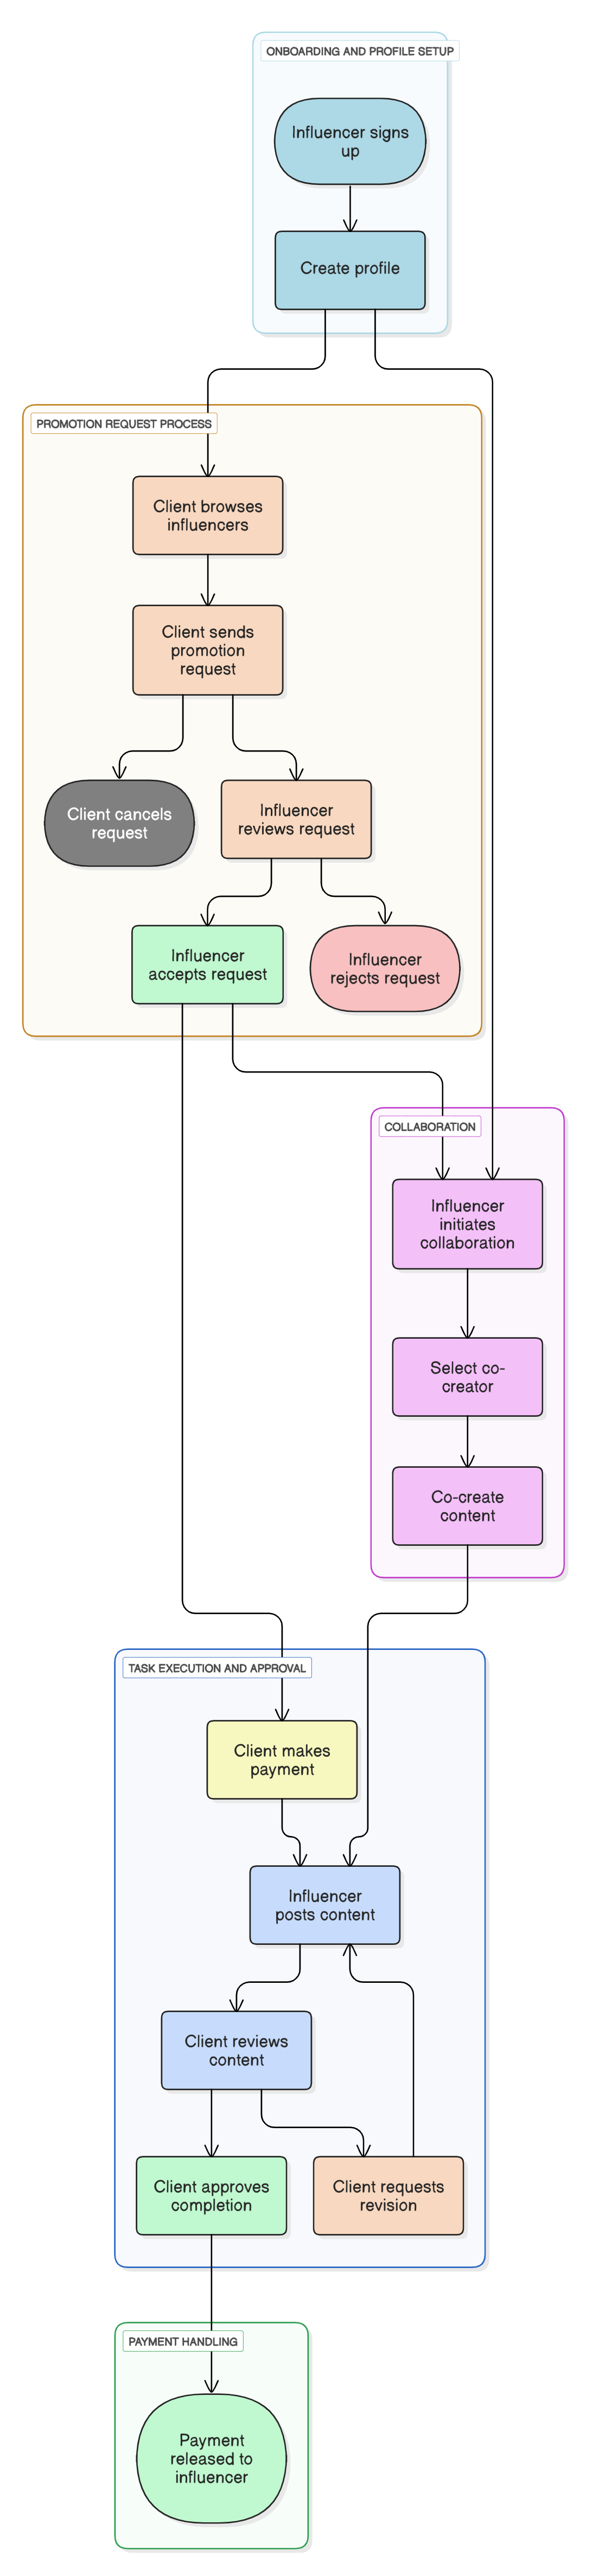 ONBOARDING AND PROFILE SETUP
Influencer signs
up
Create profile
PROMOTION REQUEST PROCESS
Client browses
influencers
Client sends
promotion
request
Client cancels
request
Influencer
reviews request
Influencer
accepts request
Influencer
rejects request
COLLABORATION
Influencer
initiates
collaboration
Select co-
creator
Co-create
content
TASK EXECUTION AND APPROVAL
Client makes
payment
Influencer
posts content
Client reviews
content
Client approves
completion
Client requests
revision
PAYMENT HANDLING
Payment
released to
influencer